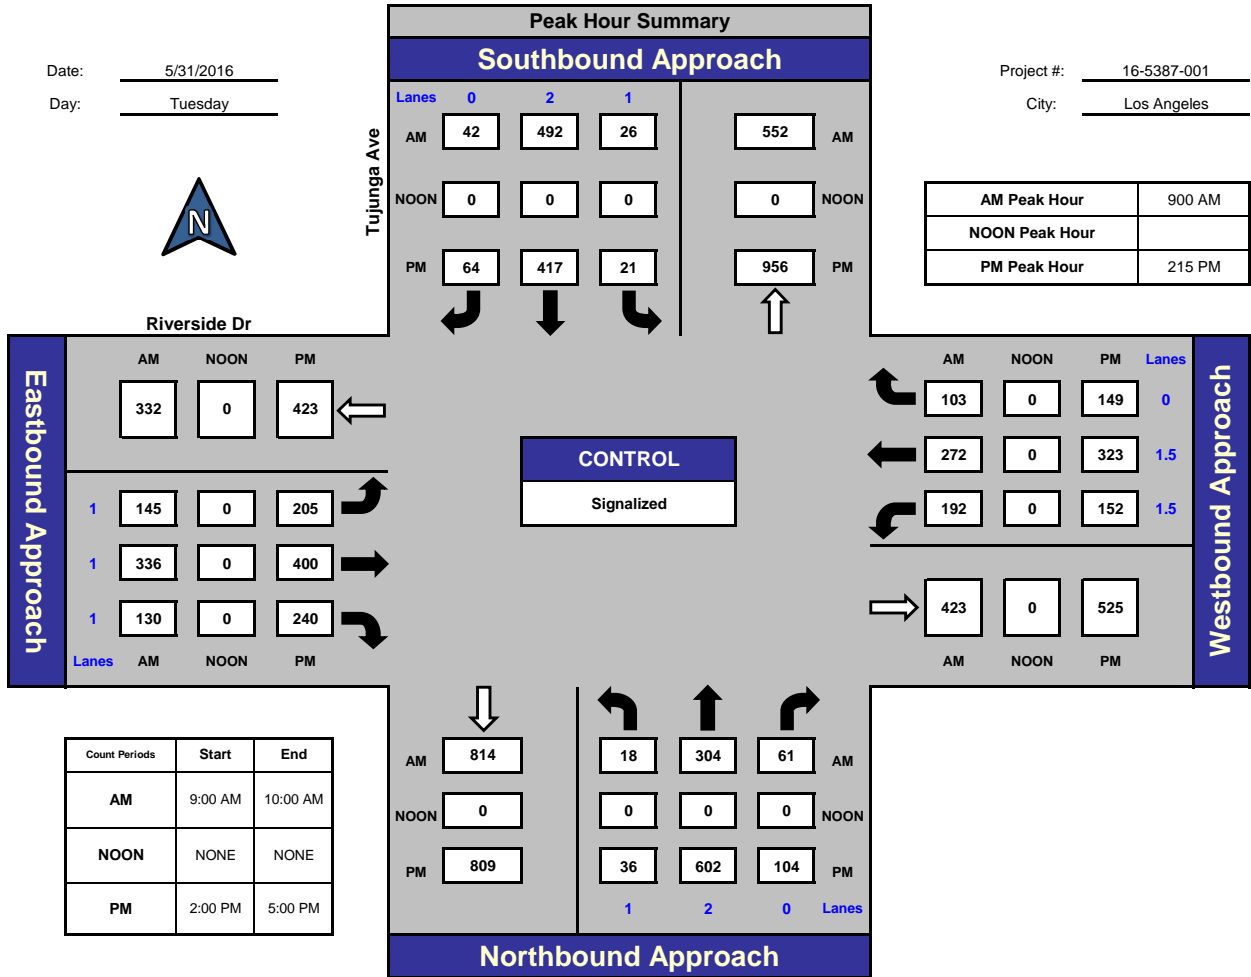 Peak Hour Summary
Southbound Approach
Date: 5/31/2016
Day: Tuesday
Project #: 16-5387-001
City: Los Angeles
Tujunga Ave
Lanes 0 2 1
AM 42 492 26 552 AM
NOON 0 0 0 0 NOON
PM 64 417 21 956 PM
N
AM Peak Hour 900 AM
NOON Peak Hour
PM Peak Hour 215 PM
Riverside Dr
Eastbound Approach
AM NOON PM
332 0 423
1 145 0 205
1 336 0 400
1 130 0 240
Lanes AM NOON PM
CONTROL
Signalized
AM NOON PM Lanes
103 0 149 0
272 0 323 1.5
192 0 152 1.5
423 0 525
AM NOON PM
Westbound Approach
Count Periods Start End
AM 9:00 AM 10:00 AM
NOON NONE NONE
PM 2:00 PM 5:00 PM
AM 814 18 304 61 AM
NOON 0 0 0 0 NOON
PM 809 36 602 104 PM
1 2 0 Lanes
Northbound Approach